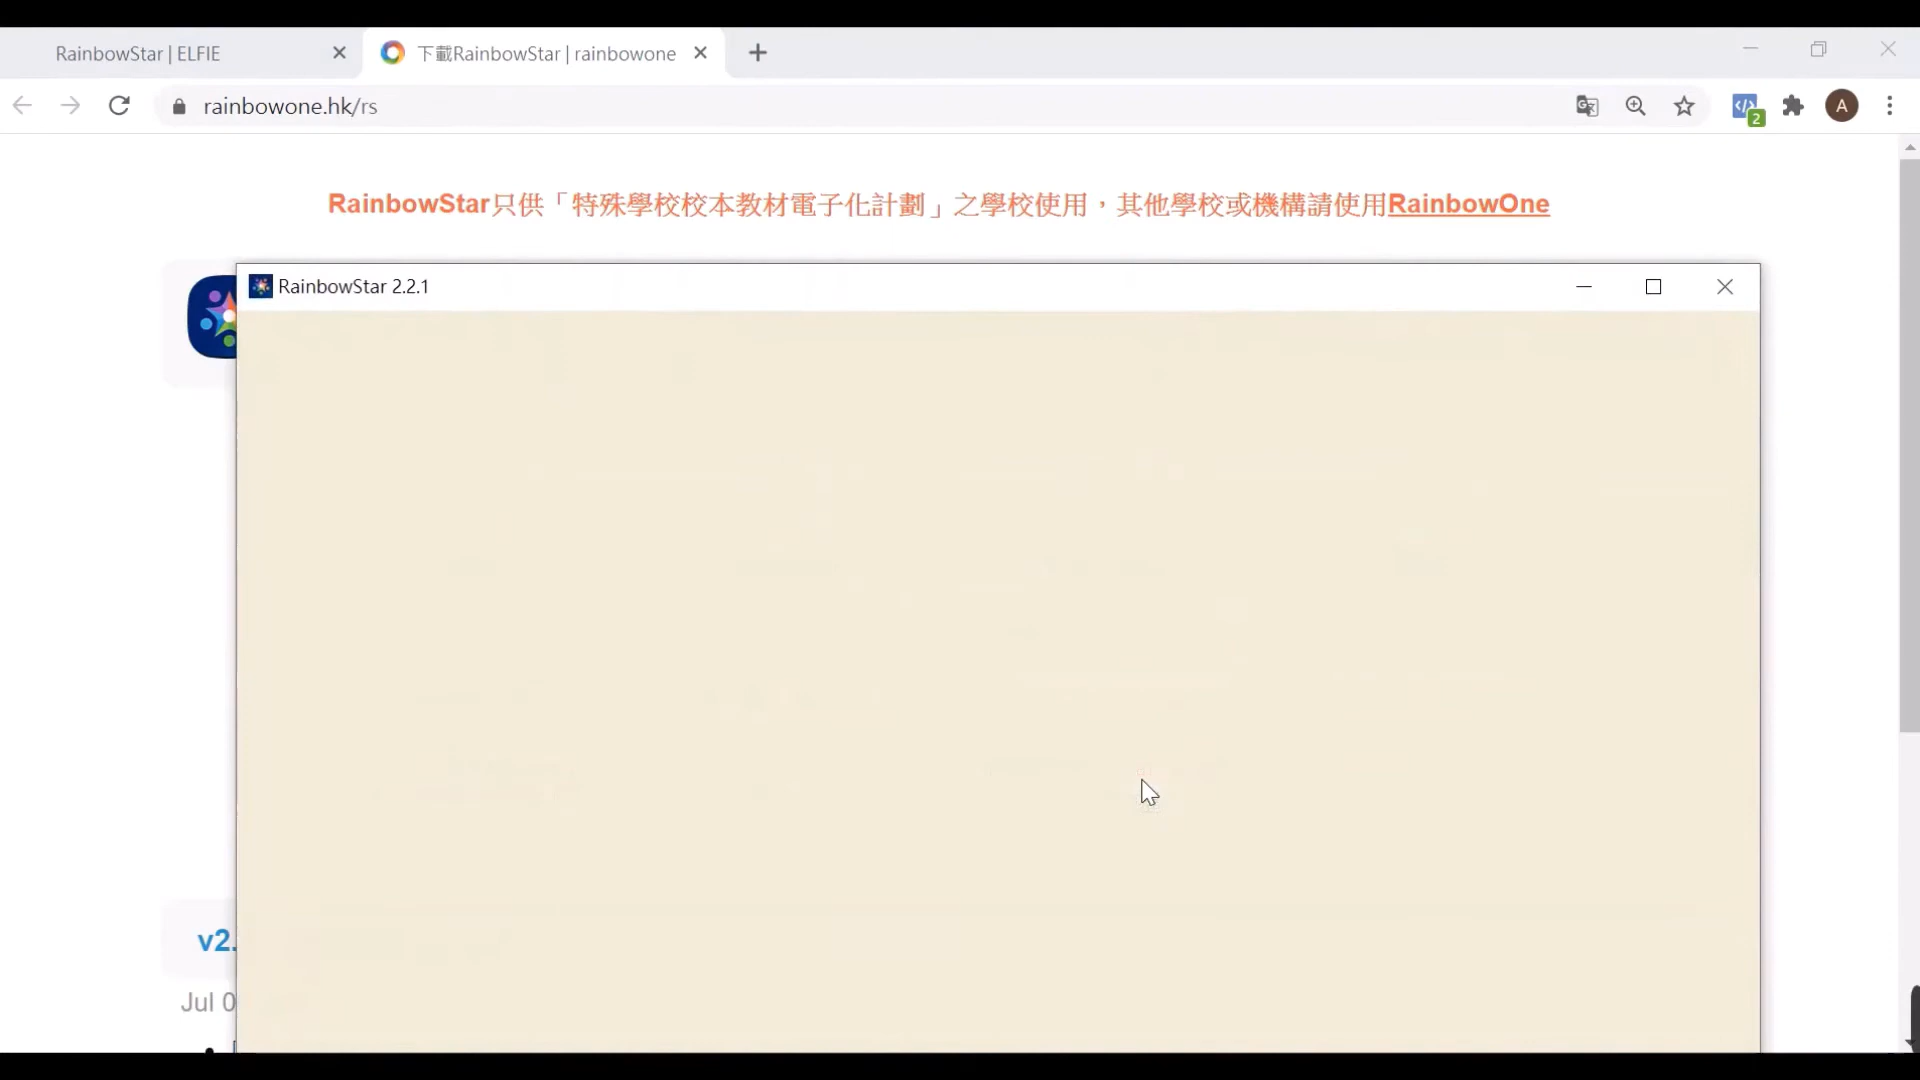 RainbowStar | ELFIE
下載RainbowStar | rainbowone
rainbowone.hk/rs
2
A
RainbowStar只供「特殊學校校本教材電子化計劃」之學校使用，其他學校或機構請使用RainbowOne
RainbowStar 2.2.1
v2.
Jul 0